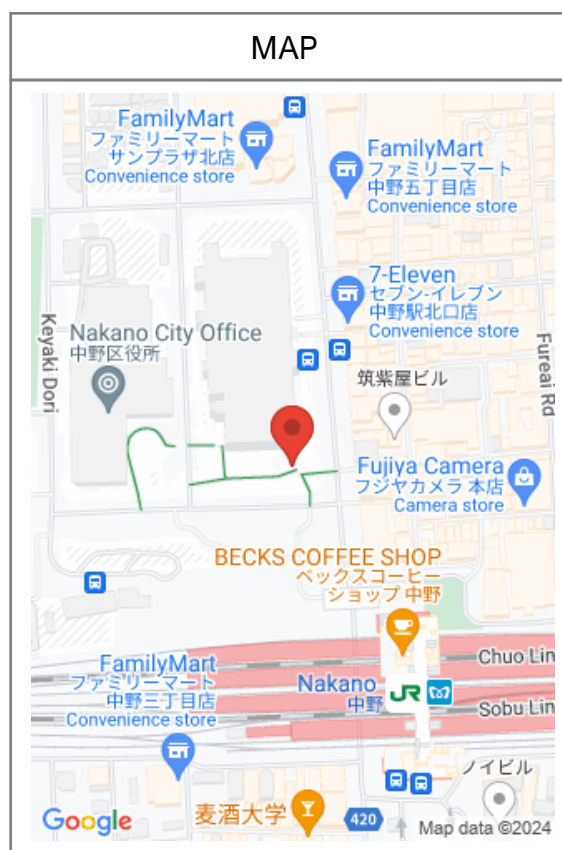 MAP
FamilyMart
ファミリーマート
サンプラザ北店
Convenience store
FamilyMart
ファミリーマート
中野五丁目店
Convenience store
7-Eleven
セブン-イレブン
中野駅北口店
Convenience store
Keyaki Dori
Nakano City Office
中野区役所
筑紫屋ビル
Fureai Rd
Fujiya Camera
フジヤカメラ 本店
Camera store
BECKS COFFEE SHOP
ベックスコーヒー
ショップ 中野
FamilyMart
ファミリーマート
中野三丁目店
Convenience store
Chuo Lin
Nakano
中野
JR
Sobu Lin
ノイビル
麦酒大学
420
Google
Map data ©2024